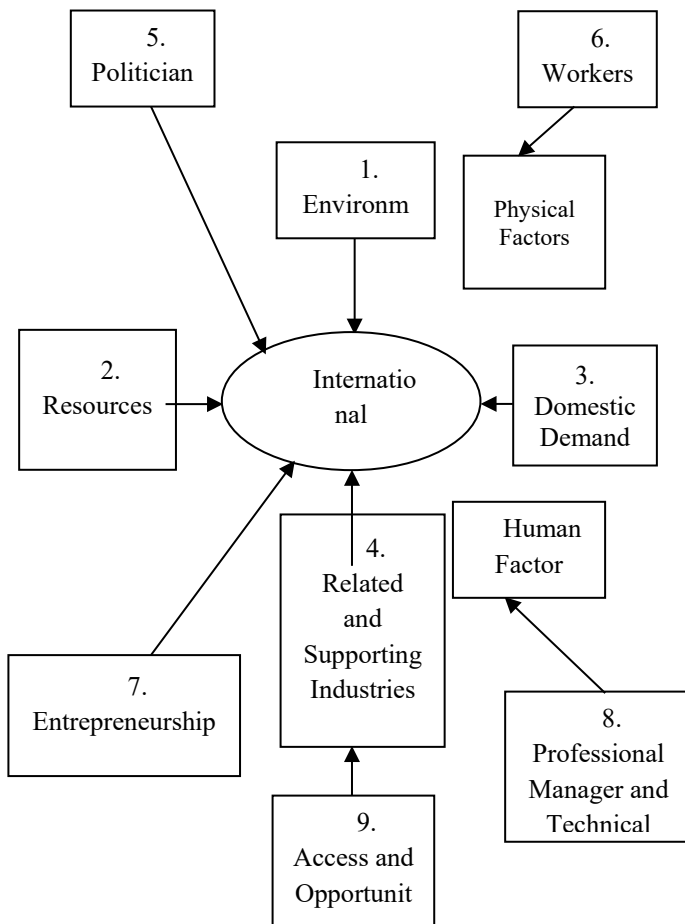 5.
Politician
6.
Workers
1.
Environm
Physical
Factors
2.
Resources
Internatio
nal
3.
Domestic
Demand
4.
Related
and
Supporting
Industries
Human
Factor
7.
Entrepreneurship
8.
Professional
Manager and
Technical
9.
Access and
Opportunit